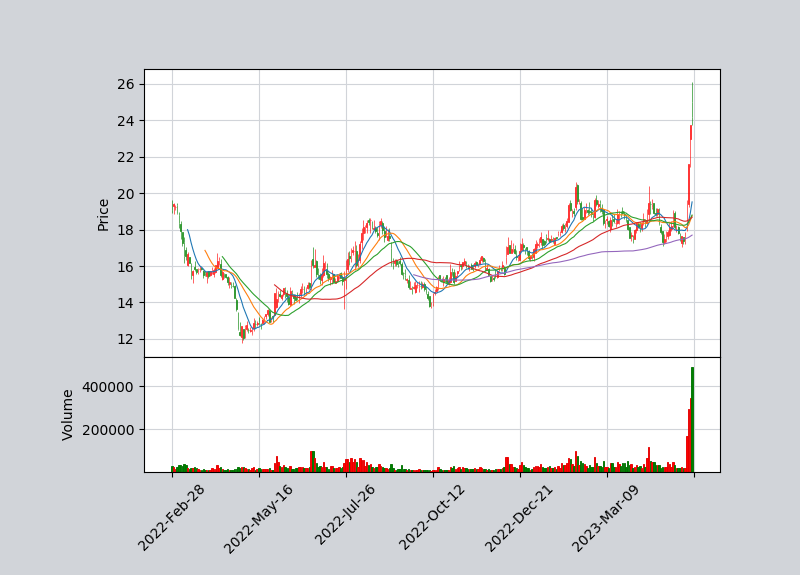 26
24
22
20
18
16
14
12
Price
400000
200000
Volume
2022-Feb-28
2022-May-16
2022-Jul-26
2022-Oct-12
2022-Dec-21
2023-Mar-09